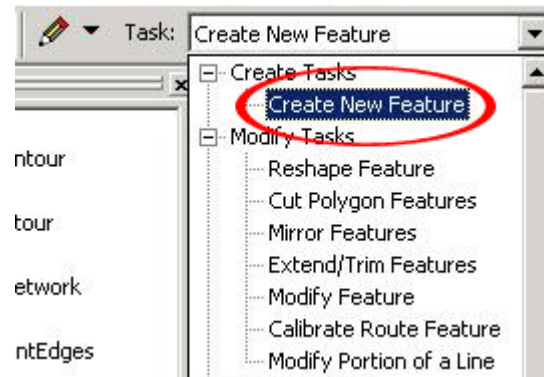 Task: Create New Feature
Create Tasks
Create New Feature
Modify Tasks
ntour
Reshape Feature
Cut Polygon Features
tour
Mirror Features
Extend/Trim Features
etwork
Modify Feature
Calibrate Route Feature
ntEdges
Modify Portion of a Line